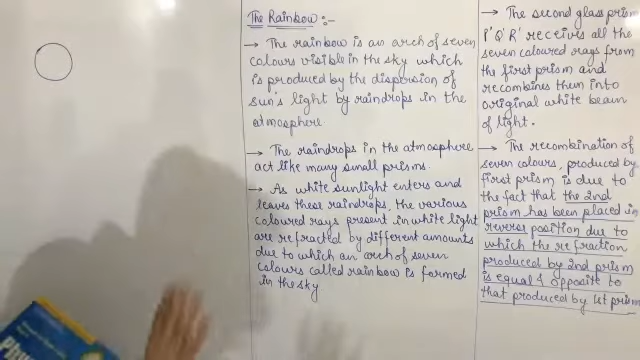 The Rainbow :-
→ The rainbow is an arch of seven
colours visible in the sky which
is produced by the dispersion of
sun's light by raindrops in the
atmosphere
→ The raindrops in the atmosphere
act like many small prisms.
→ As white sunlight enters and
leaves these raindrops, the various
coloured rays present in white light
are refracted by different amounts
due to which an arch of seven
colours called rainbow is formed
in the sky
→ The second glass prism
P'Q'R' receives all the
seven coloured rays from
the first prism and
recombines them into
original white beam
of light.
→ The recombination of
seven colours, produced by
first prism is due to
the fact that the 2nd
prism has been placed in
reverse position due to
which the refraction
produced by 2nd prism
is equal & opposite to
that produced by 1st prism